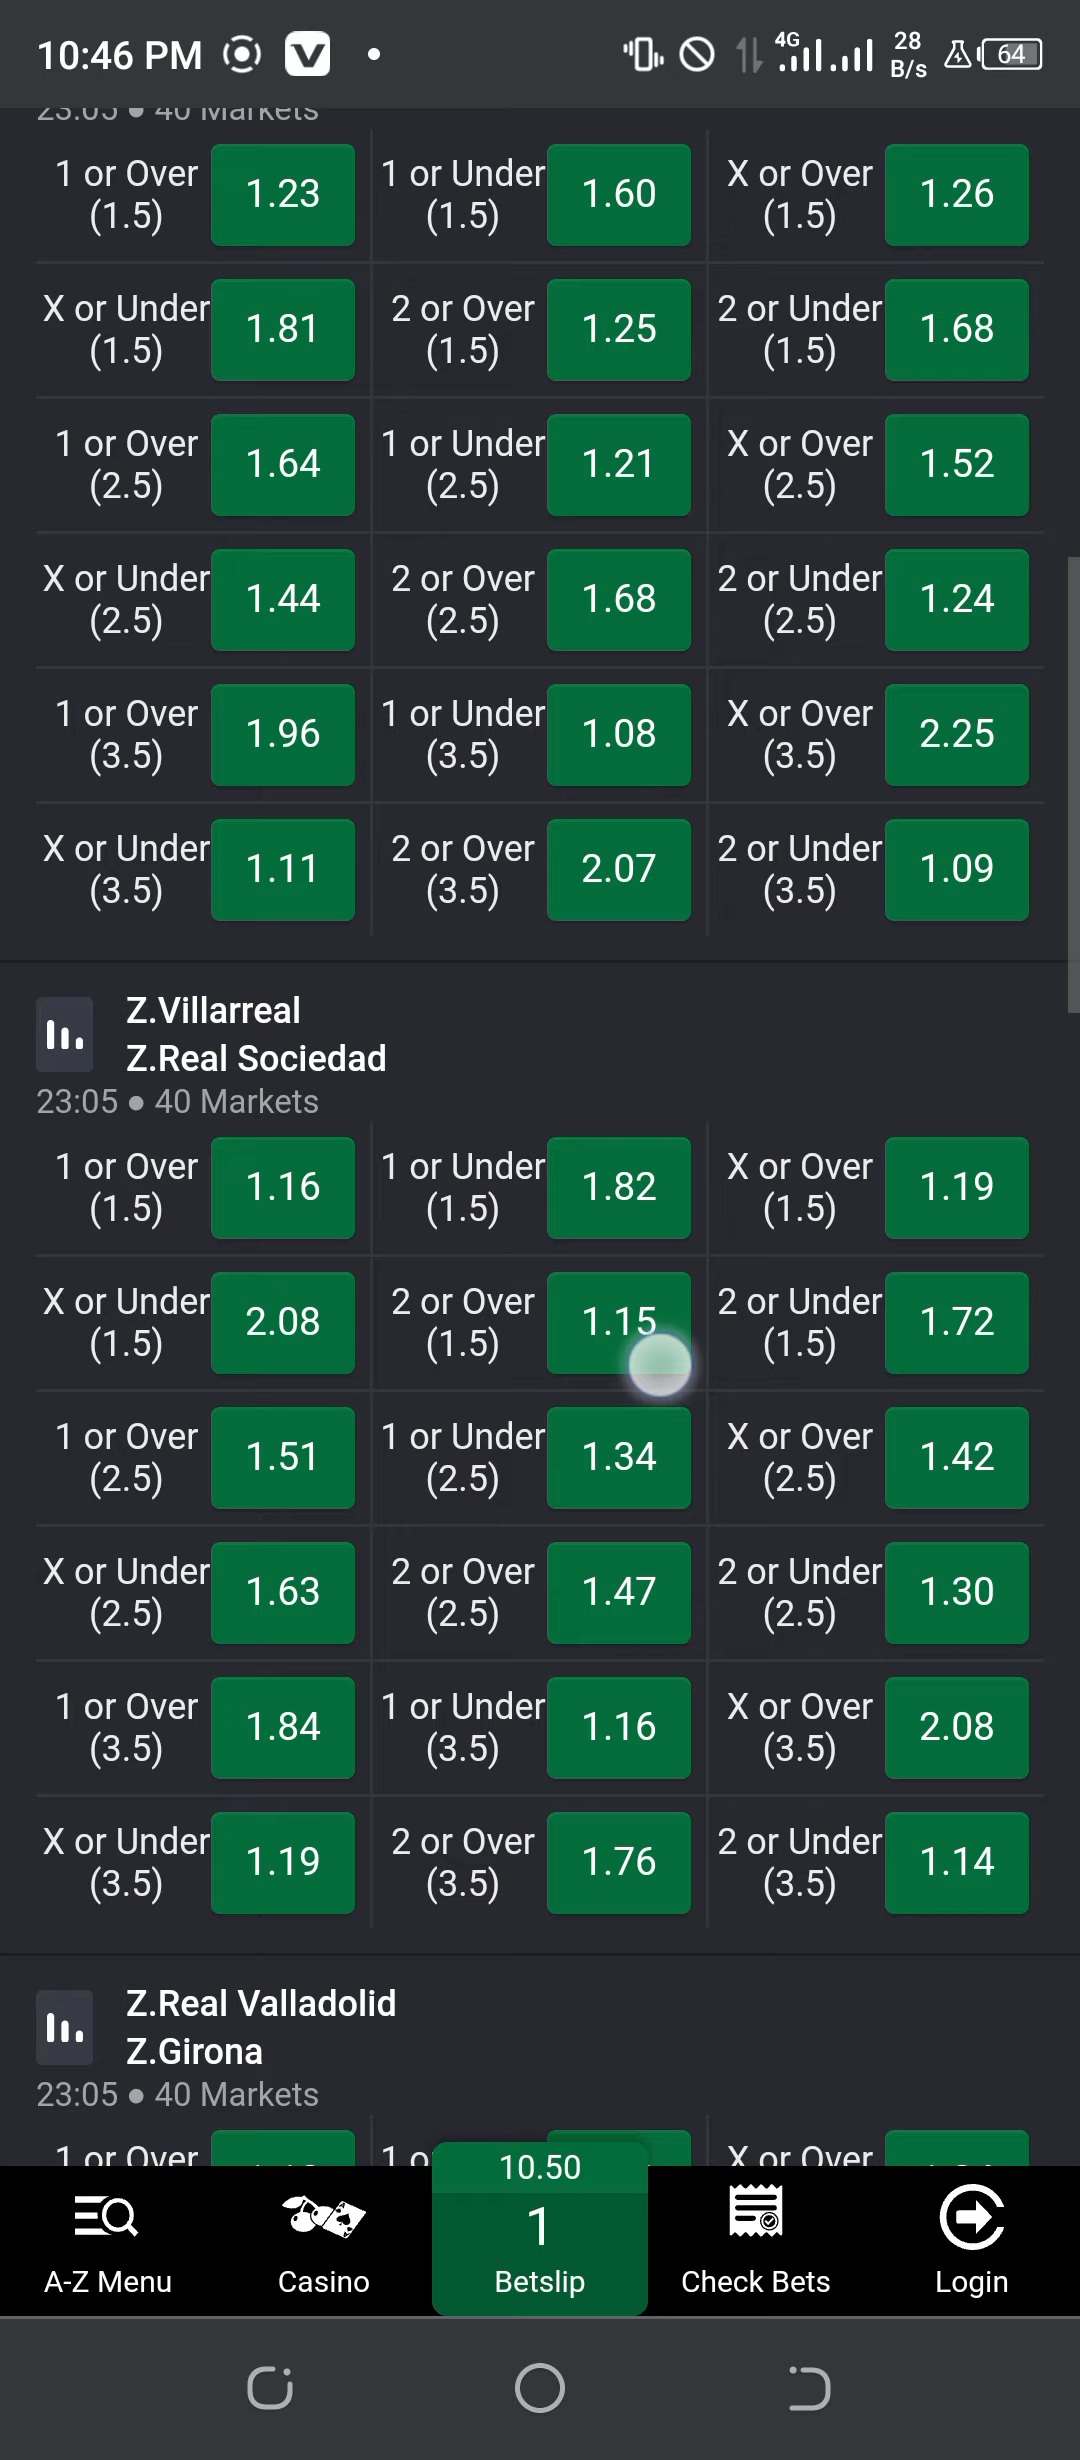 10:46 PM
4G
28
B/s
64
23:05 ● 40 Markets
1 or Over (1.5) 1.23 1 or Under (1.5) 1.60 X or Over (1.5) 1.26
X or Under (1.5) 1.81 2 or Over (1.5) 1.25 2 or Under (1.5) 1.68
1 or Over (2.5) 1.64 1 or Under (2.5) 1.21 X or Over (2.5) 1.52
X or Under (2.5) 1.44 2 or Over (2.5) 1.68 2 or Under (2.5) 1.24
1 or Over (3.5) 1.96 1 or Under (3.5) 1.08 X or Over (3.5) 2.25
X or Under (3.5) 1.11 2 or Over (3.5) 2.07 2 or Under (3.5) 1.09
Z.Villarreal
Z.Real Sociedad
23:05 ● 40 Markets
1 or Over (1.5) 1.16 1 or Under (1.5) 1.82 X or Over (1.5) 1.19
X or Under (1.5) 2.08 2 or Over (1.5) 1.15 2 or Under (1.5) 1.72
1 or Over (2.5) 1.51 1 or Under (2.5) 1.34 X or Over (2.5) 1.42
X or Under (2.5) 1.63 2 or Over (2.5) 1.47 2 or Under (2.5) 1.30
1 or Over (3.5) 1.84 1 or Under (3.5) 1.16 X or Over (3.5) 2.08
X or Under (3.5) 1.19 2 or Over (3.5) 1.76 2 or Under (3.5) 1.14
Z.Real Valladolid
Z.Girona
23:05 ● 40 Markets
1 or Over 1 o X or Over
10.50
1
A-Z Menu Casino Betslip Check Bets Login